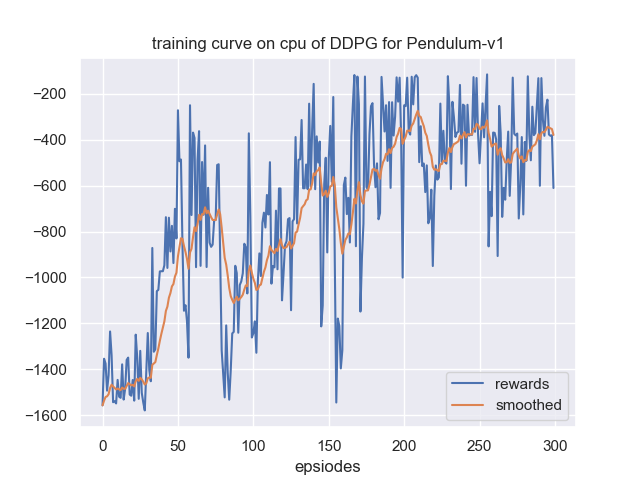 training curve on cpu of DDPG for Pendulum-v1
−200
−400
−600
−800
−1000
−1200
−1400
−1600
0 50 100 150 200 250 300
rewards
smoothed
epsiodes